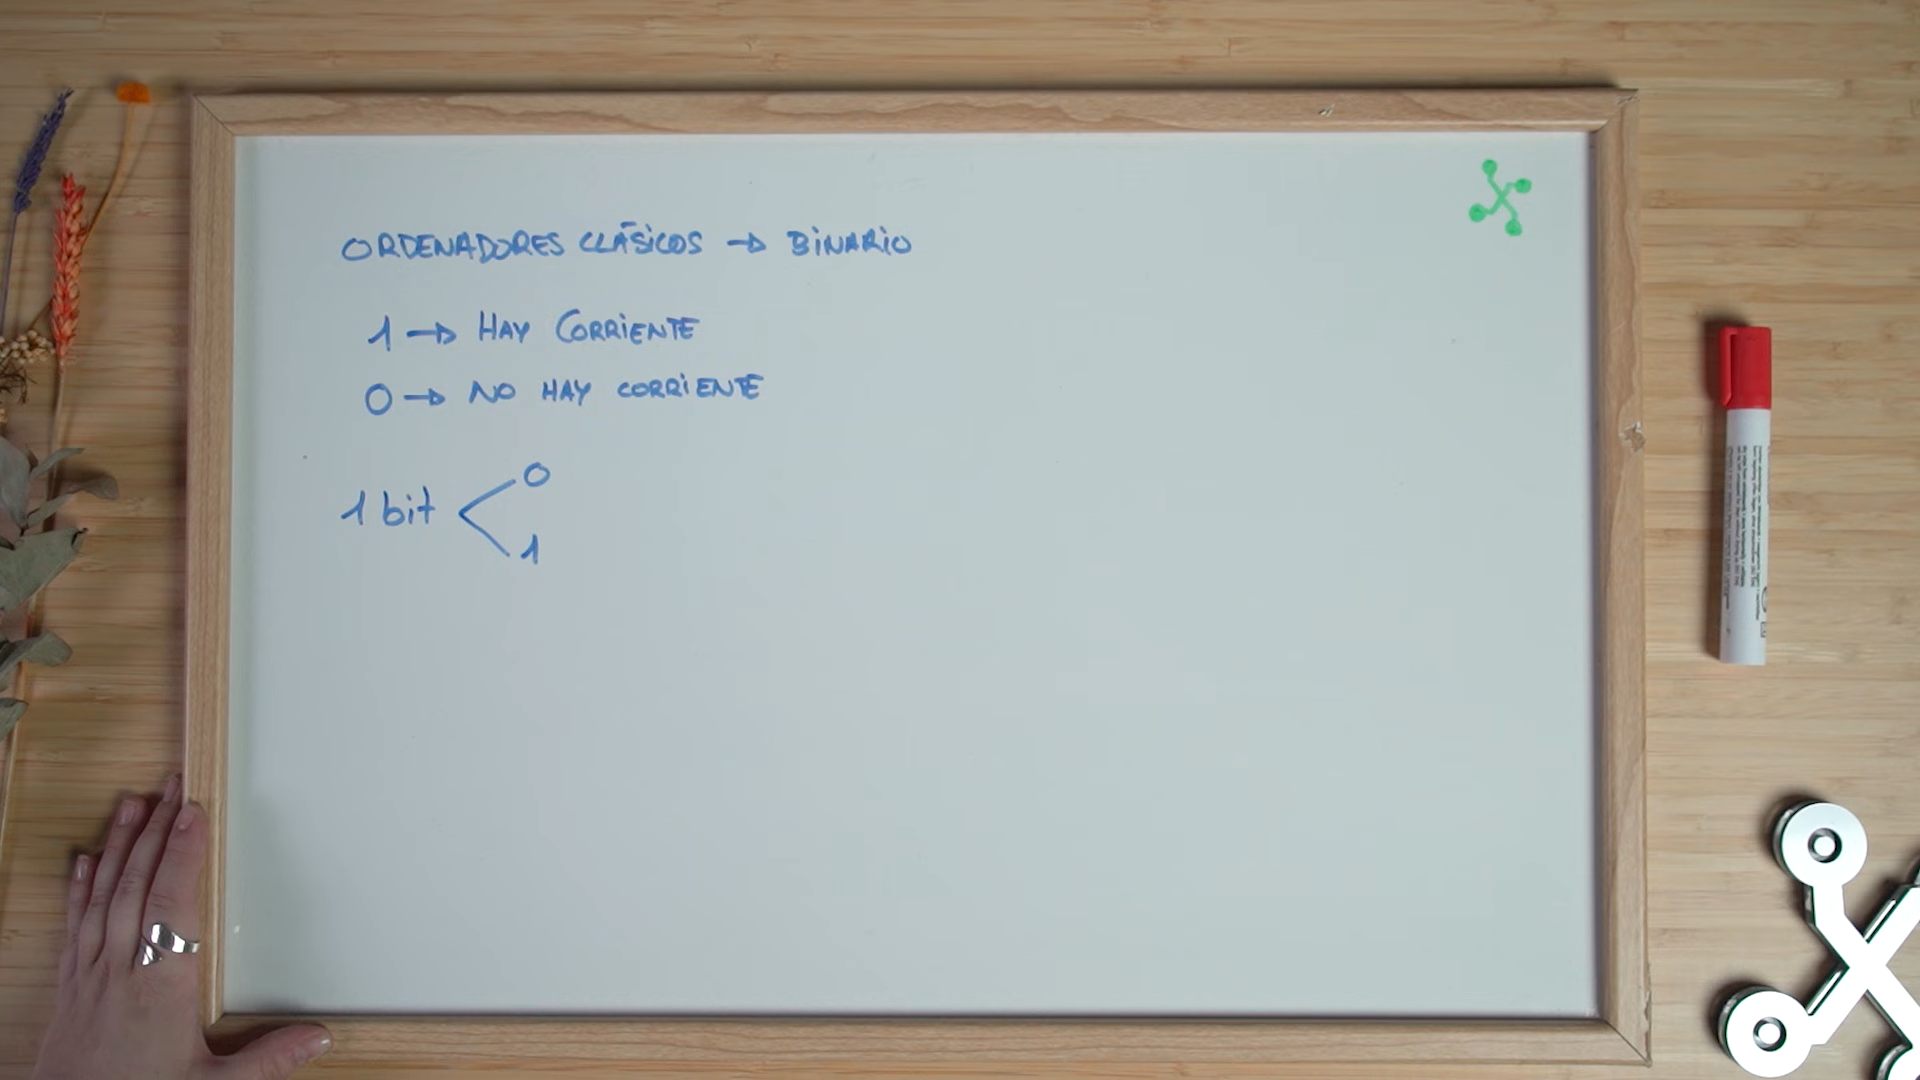 ORDENADORES CLÁSICOS → BINARIO
1 → HAY CORRIENTE
0 → NO HAY CORRIENTE
0
1 bit
1